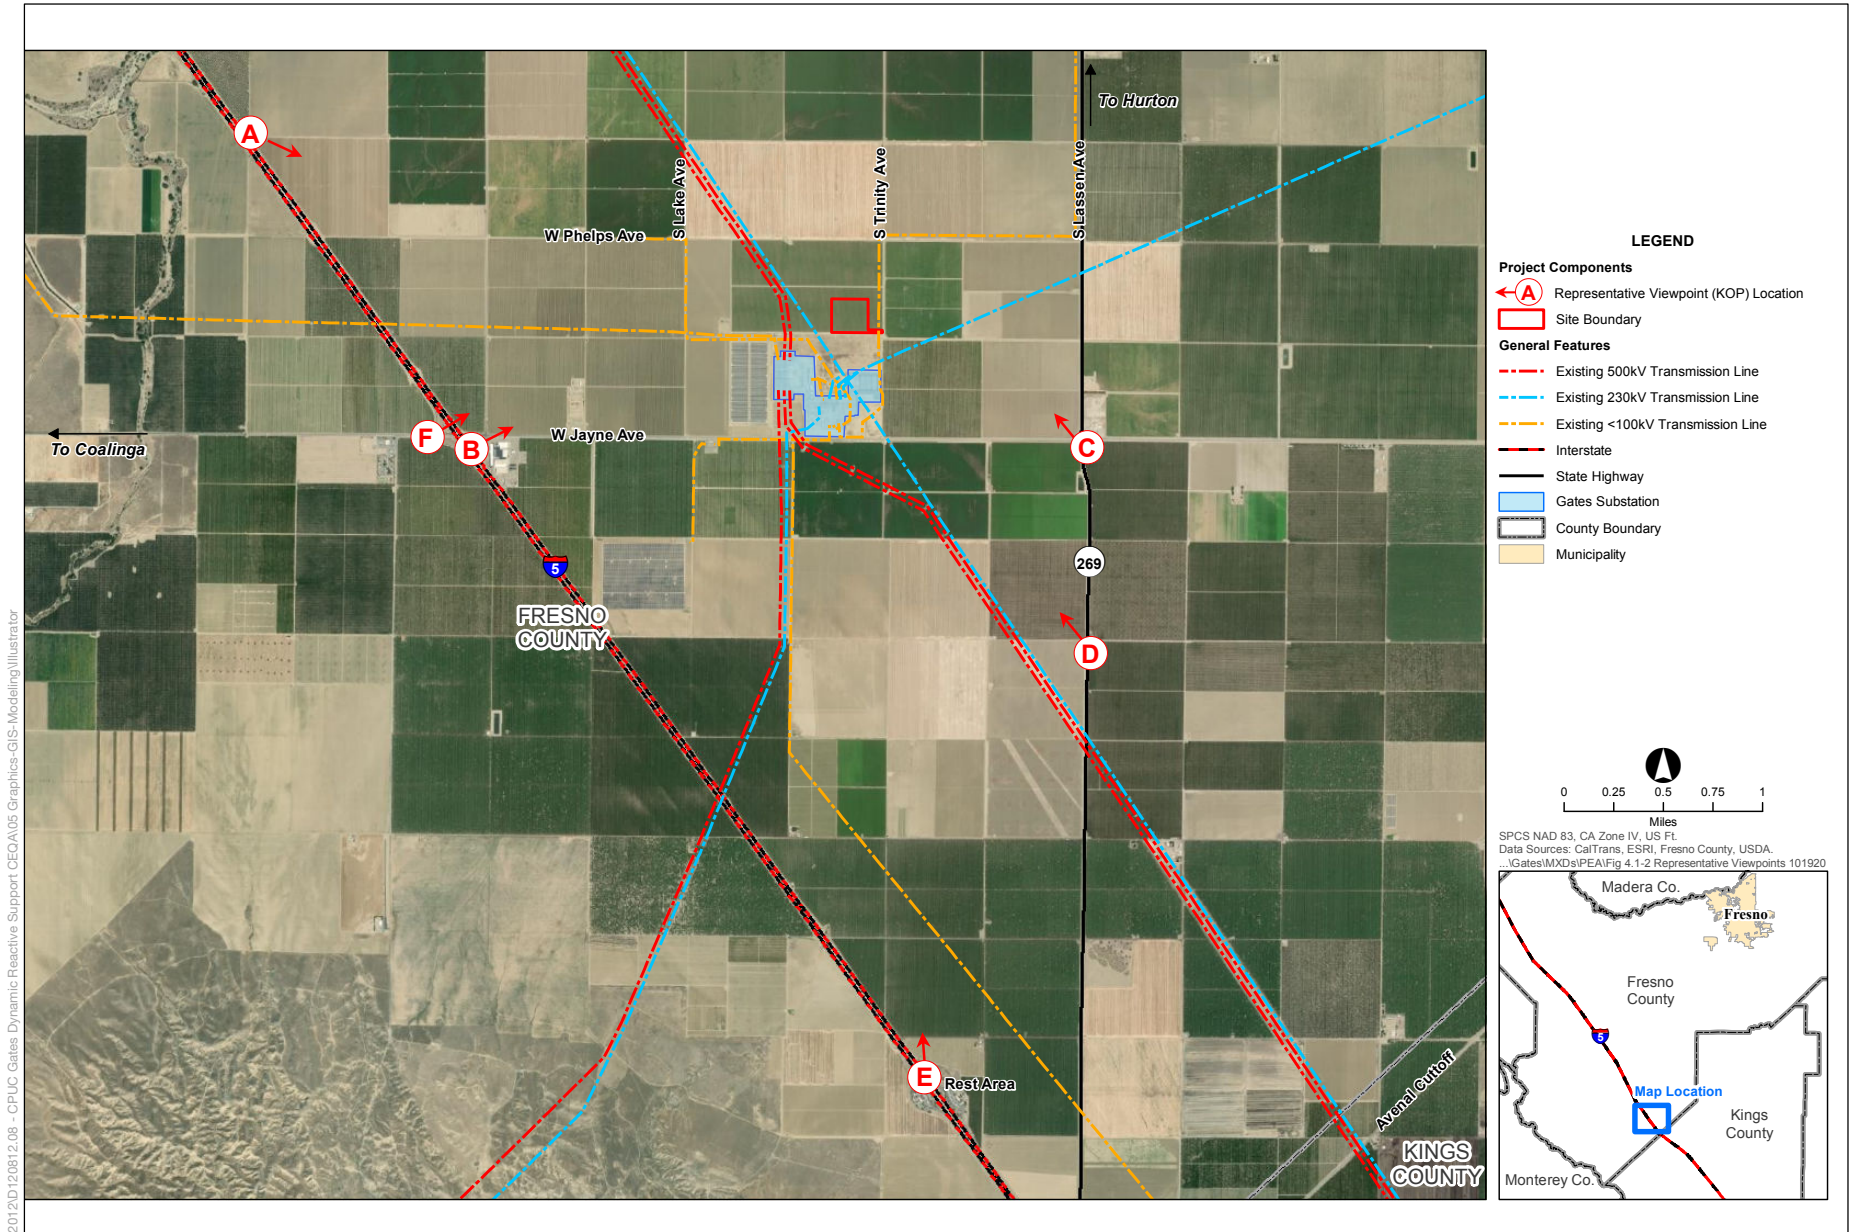 To Hurton
A
S Lake Ave
S Trinity Ave
S Lassen Ave
W Phelps Ave
F
B
W Jayne Ave
C
To Coalinga
5
269
FRESNO
COUNTY
D
E
Rest Area
Avenal Cuttoff
KINGS
COUNTY
LEGEND
Project Components
A
Representative Viewpoint (KOP) Location
Site Boundary
General Features
Existing 500kV Transmission Line
Existing 230kV Transmission Line
Existing <100kV Transmission Line
Interstate
State Highway
Gates Substation
County Boundary
Municipality
0 0.25 0.5 0.75 1
Miles
SPCS NAD 83, CA Zone IV, US Ft.
Data Sources: CalTrans, ESRI, Fresno County, USDA.
...\Gates\MXDs\PEA\Fig 4.1-2 Representative Viewpoints 101920
Madera Co.
Fresno
Fresno
County
5
Map Location
Kings
County
Monterey Co.
2012\D120812.08 - CPUC Gates Dynamic Reactive Support CEQA\05 Graphics-GIS-Modeling\Illustrator